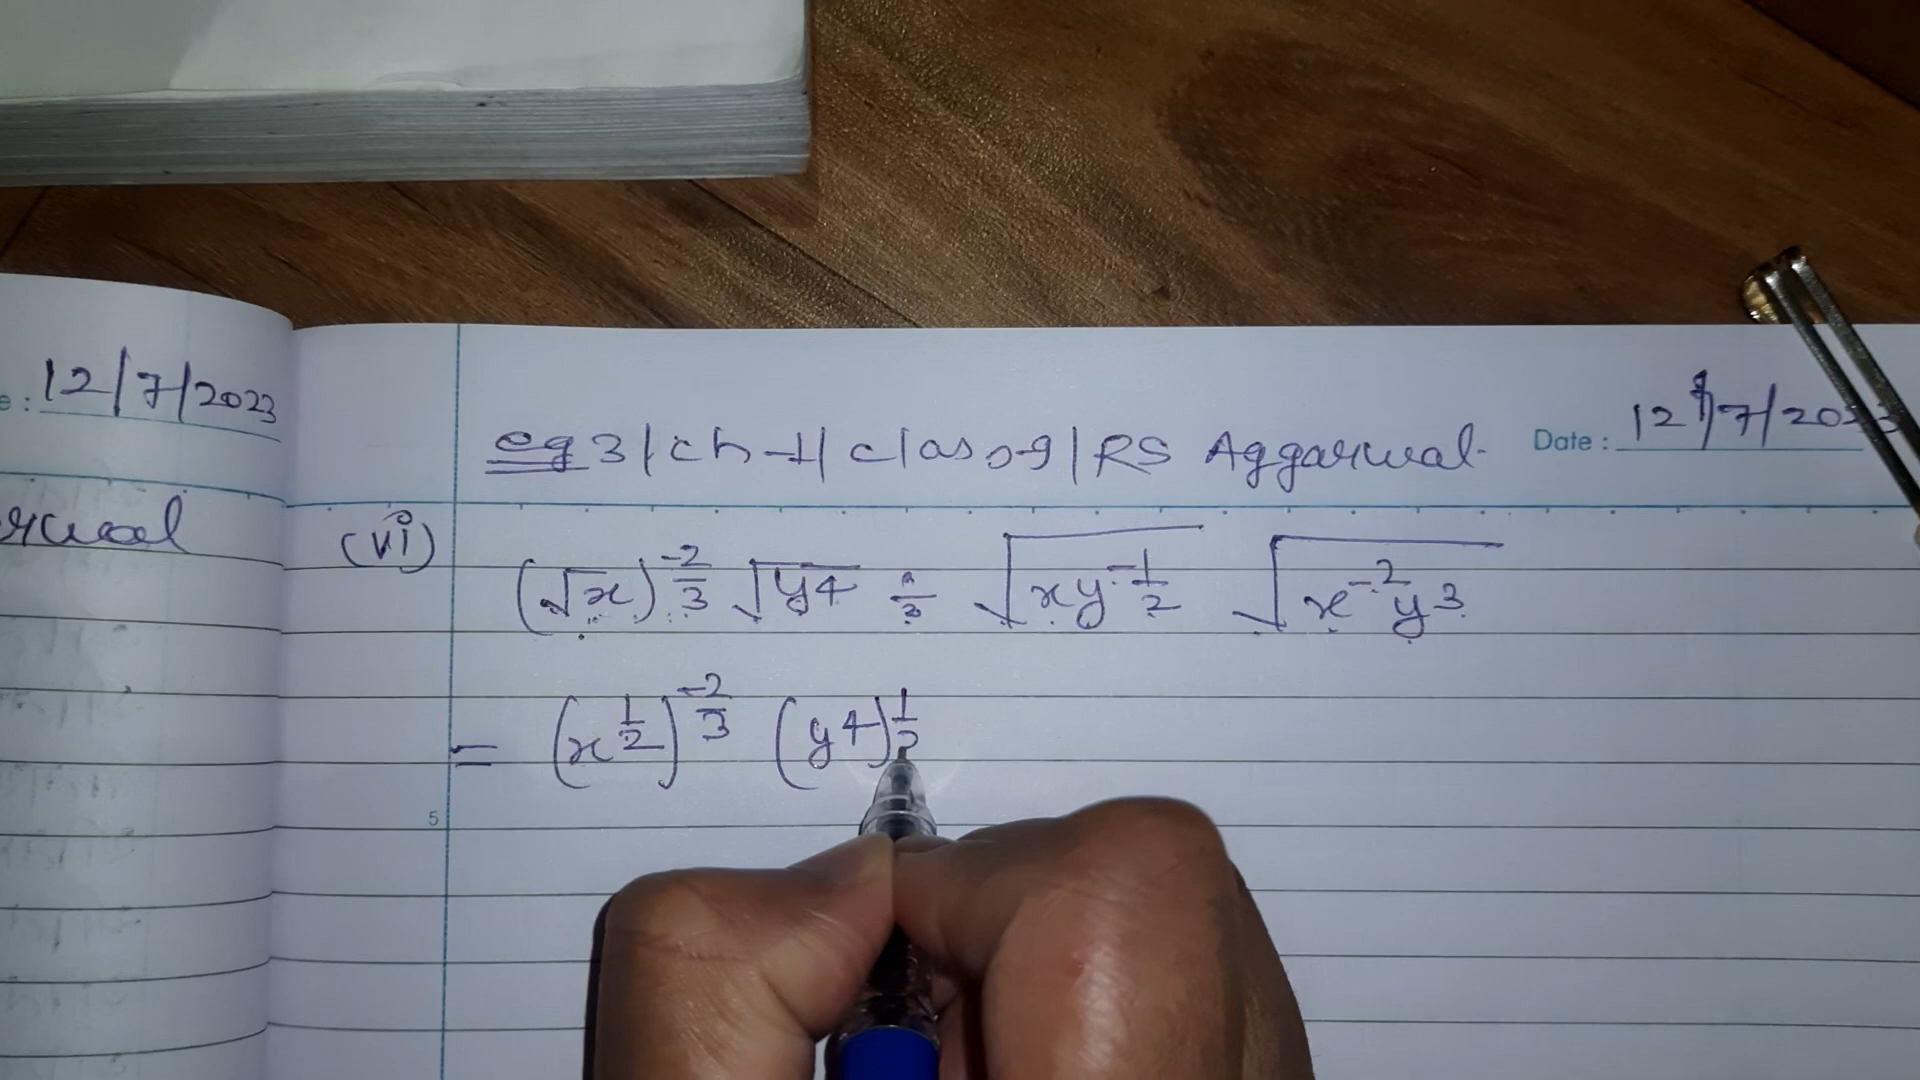 e : 12/7/2023
rwal
eg 3 | ch-1 | class-9 | RS Aggarwal.
Date : 12/7/2023
(vi) (√x)^(-2/3) √y4 ÷ √(xy^(-1/2)) √(x^(-2)y3)
= (x^(1/2))^(-2/3) (y4)^(1/2)
5